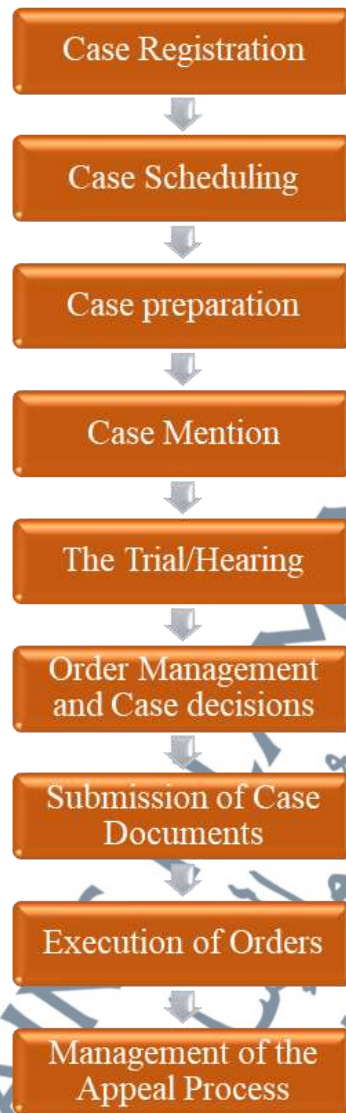 Case Registration
Case Scheduling
Case preparation
Case Mention
The Trial/Hearing
Order Management
and Case decisions
Submission of Case
Documents
Execution of Orders
Management of the
Appeal Process